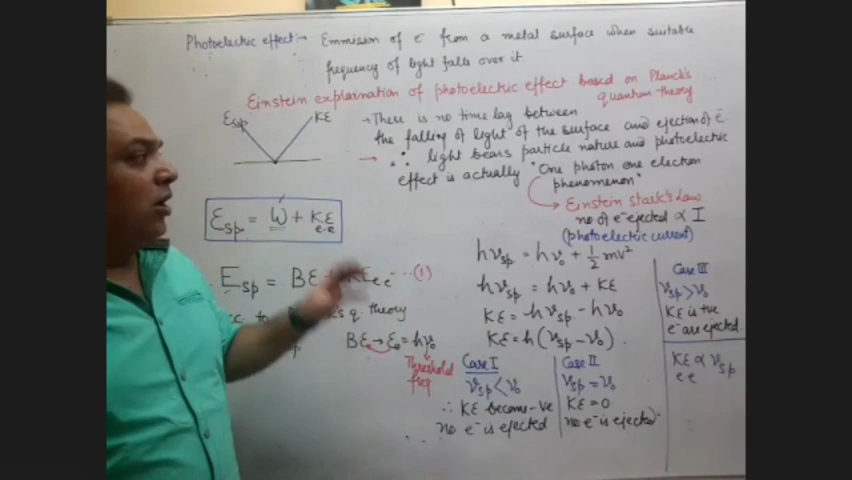 Photoelectric effect :- Emmision of e⁻ from a metal surface when suitable
frequency of light falls over it.
Einstein explaination of photoelectric effect based on Planck's
quantum theory
Esp KE
→ There is no time lag between
the falling of light of the surface and ejection of e⁻
→ ∴ light bears particle nature and photoelectric
effect is actually "One photon one electron
phenomenon"
Einstein Stark's Law
no of e⁻ ejected ∝ I
(photoelectric current)
Esp = W + KE
e.e
Esp = BE + KE e e ---(1)
acc to q. theory
BE → E₀ = hν₀
Threshold
freq
hνsp = hν₀ + 1/2 mv²
hνsp = hν₀ + KE
KE = hνsp - hν₀
KE = h(νsp - ν₀)
Case I
νsp < ν₀
∴ KE become -ve
no e⁻ is ejected
Case II
νsp = ν₀
KE = 0
no e⁻ is ejected
Case III
νsp > ν₀
KE is +ve
e⁻ are ejected
KE ∝ νsp
e e